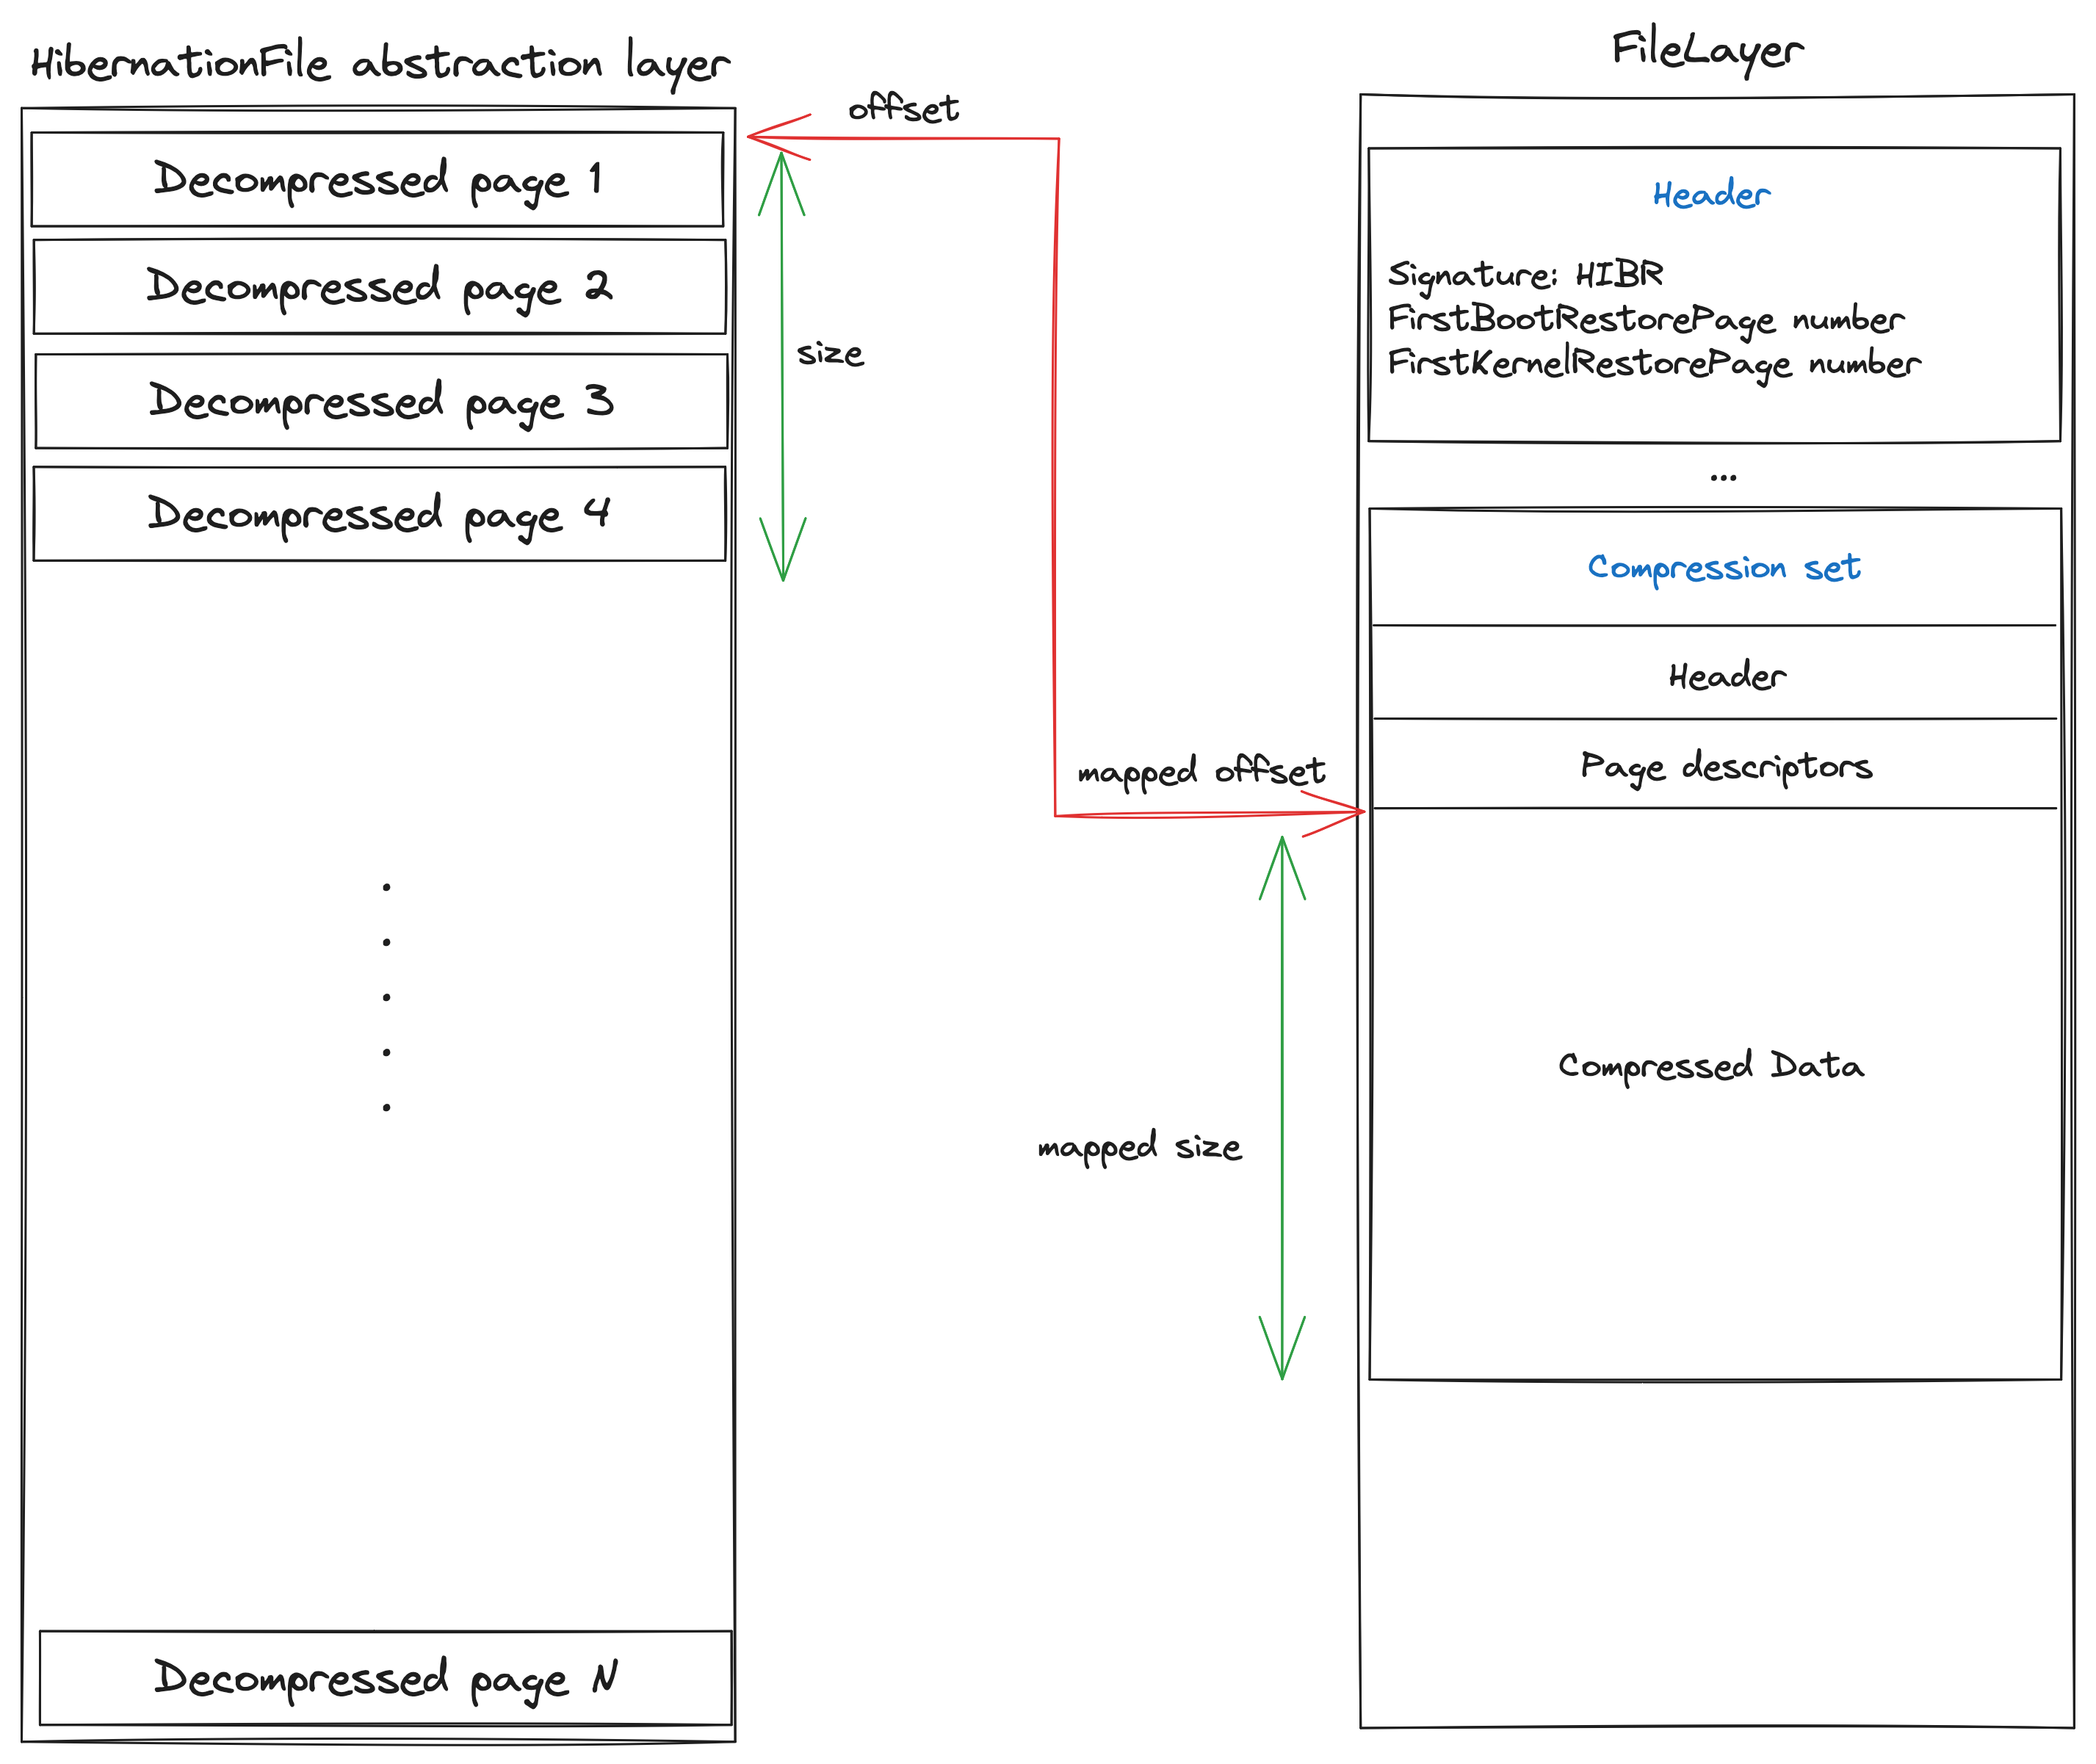 HibernationFile abstraction layer
Decompressed page 1
Decompressed page 2
Decompressed page 3
Decompressed page 4
Decompressed page N
offset
size
mapped offset
mapped size
FileLayer
Header
Signature: HIBR
FirstBootRestorePage number
FirstKernelRestorePage number
...
Compression set
Header
Page descriptors
Compressed Data